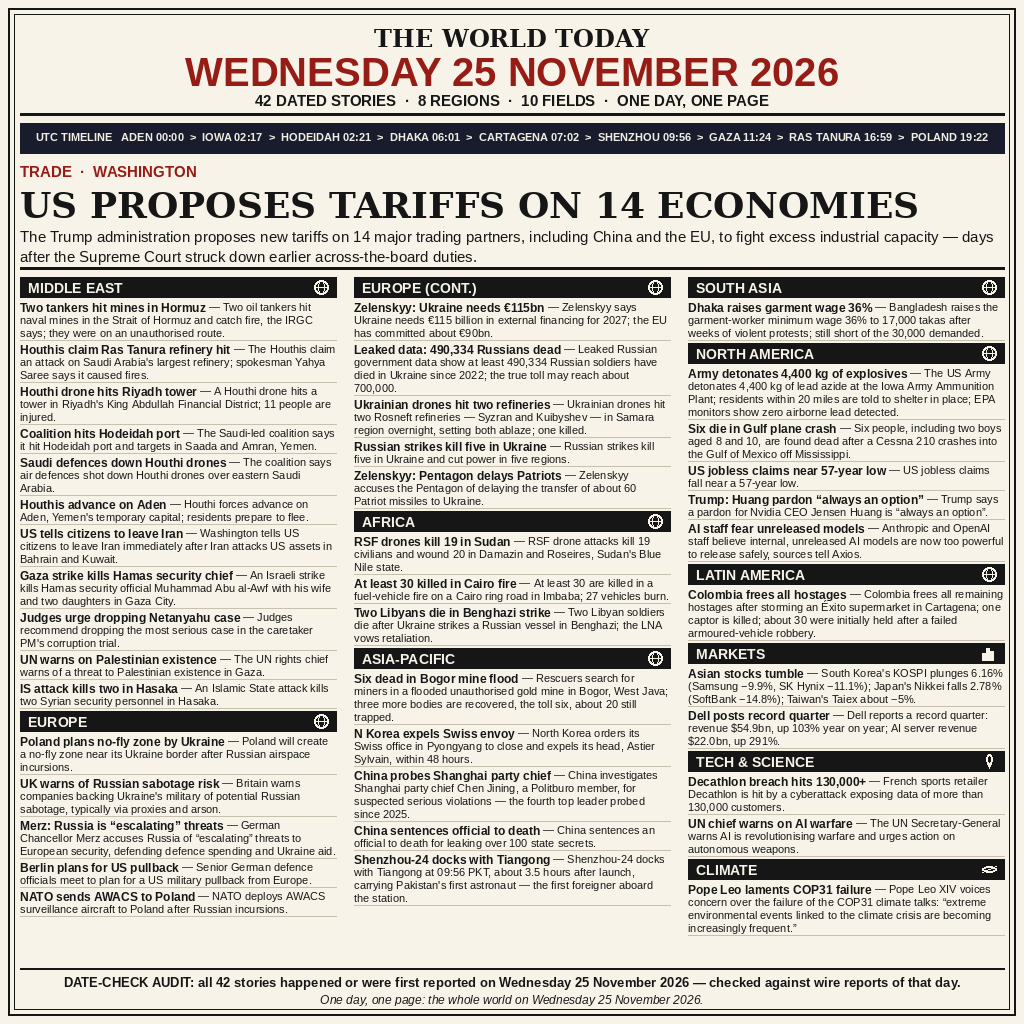 THE WORLD TODAY
WEDNESDAY 25 NOVEMBER 2026
42 DATED STORIES · 8 REGIONS · 10 FIELDS · ONE DAY, ONE PAGE
UTC TIMELINE ADEN 00:00 > IOWA 02:17 > HODEIDAH 02:21 > DHAKA 06:01 > CARTAGENA 07:02 > SHENZHOU 09:56 > GAZA 11:24 > RAS TANURA 16:59 > POLAND 19:22
TRADE · WASHINGTON
US PROPOSES TARIFFS ON 14 ECONOMIES
The Trump administration proposes new tariffs on 14 major trading partners, including China and the EU, to fight excess industrial capacity — days
after the Supreme Court struck down earlier across-the-board duties.
MIDDLE EAST
Two tankers hit mines in Hormuz — Two oil tankers hit
naval mines in the Strait of Hormuz and catch fire, the IRGC
says; they were on an unauthorised route.
Houthis claim Ras Tanura refinery hit — The Houthis claim
an attack on Saudi Arabia's largest refinery; spokesman Yahya
Saree says it caused fires.
Houthi drone hits Riyadh tower — A Houthi drone hits a
tower in Riyadh's King Abdullah Financial District; 11 people are
injured.
Coalition hits Hodeidah port — The Saudi-led coalition says
it hit Hodeidah port and targets in Saada and Amran, Yemen.
Saudi defences down Houthi drones — The coalition says
air defences shot down Houthi drones over eastern Saudi
Arabia.
Houthis advance on Aden — Houthi forces advance on
Aden, Yemen's temporary capital; residents prepare to flee.
US tells citizens to leave Iran — Washington tells US
citizens to leave Iran immediately after Iran attacks US assets in
Bahrain and Kuwait.
Gaza strike kills Hamas security chief — An Israeli strike
kills Hamas security official Muhammad Abu al-Awf with his wife
and two daughters in Gaza City.
Judges urge dropping Netanyahu case — Judges
recommend dropping the most serious case in the caretaker
PM's corruption trial.
UN warns on Palestinian existence — The UN rights chief
warns of a threat to Palestinian existence in Gaza.
IS attack kills two in Hasaka — An Islamic State attack kills
two Syrian security personnel in Hasaka.
EUROPE
Poland plans no-fly zone by Ukraine — Poland will create
a no-fly zone near its Ukraine border after Russian airspace
incursions.
UK warns of Russian sabotage risk — Britain warns
companies backing Ukraine's military of potential Russian
sabotage, typically via proxies and arson.
Merz: Russia is “escalating” threats — German
Chancellor Merz accuses Russia of “escalating” threats to
European security, defending defence spending and Ukraine aid.
Berlin plans for US pullback — Senior German defence
officials meet to plan for a US military pullback from Europe.
NATO sends AWACS to Poland — NATO deploys AWACS
surveillance aircraft to Poland after Russian incursions.
EUROPE (CONT.)
Zelenskyy: Ukraine needs €115bn — Zelenskyy says
Ukraine needs €115 billion in external financing for 2027; the EU
has committed about €90bn.
Leaked data: 490,334 Russians dead — Leaked Russian
government data show at least 490,334 Russian soldiers have
died in Ukraine since 2022; the true toll may reach about
700,000.
Ukrainian drones hit two refineries — Ukrainian drones hit
two Rosneft refineries — Syzran and Kuibyshev — in Samara
region overnight, setting both ablaze; one killed.
Russian strikes kill five in Ukraine — Russian strikes kill
five in Ukraine and cut power in five regions.
Zelenskyy: Pentagon delays Patriots — Zelenskyy
accuses the Pentagon of delaying the transfer of about 60
Patriot missiles to Ukraine.
AFRICA
RSF drones kill 19 in Sudan — RSF drone attacks kill 19
civilians and wound 20 in Damazin and Roseires, Sudan's Blue
Nile state.
At least 30 killed in Cairo fire — At least 30 are killed in a
fuel-vehicle fire on a Cairo ring road in Imbaba; 27 vehicles burn.
Two Libyans die in Benghazi strike — Two Libyan soldiers
die after Ukraine strikes a Russian vessel in Benghazi; the LNA
vows retaliation.
ASIA-PACIFIC
Six dead in Bogor mine flood — Rescuers search for
miners in a flooded unauthorised gold mine in Bogor, West Java;
three more bodies are recovered, the toll six, about 20 still
trapped.
N Korea expels Swiss envoy — North Korea orders its
Swiss office in Pyongyang to close and expels its head, Astier
Sylvain, within 48 hours.
China probes Shanghai party chief — China investigates
Shanghai party chief Chen Jining, a Politburo member, for
suspected serious violations — the fourth top leader probed
since 2025.
China sentences official to death — China sentences an
official to death for leaking over 100 state secrets.
Shenzhou-24 docks with Tiangong — Shenzhou-24 docks
with Tiangong at 09:56 PKT, about 3.5 hours after launch,
carrying Pakistan's first astronaut — the first foreigner aboard
the station.
SOUTH ASIA
Dhaka raises garment wage 36% — Bangladesh raises the
garment-worker minimum wage 36% to 17,000 takas after
weeks of violent protests; still short of the 30,000 demanded.
NORTH AMERICA
Army detonates 4,400 kg of explosives — The US Army
detonates 4,400 kg of lead azide at the Iowa Army Ammunition
Plant; residents within 20 miles are told to shelter in place; EPA
monitors show zero airborne lead detected.
Six die in Gulf plane crash — Six people, including two boys
aged 8 and 10, are found dead after a Cessna 210 crashes into
the Gulf of Mexico off Mississippi.
US jobless claims near 57-year low — US jobless claims
fall near a 57-year low.
Trump: Huang pardon “always an option” — Trump says
a pardon for Nvidia CEO Jensen Huang is “always an option”.
AI staff fear unreleased models — Anthropic and OpenAI
staff believe internal, unreleased AI models are now too powerful
to release safely, sources tell Axios.
LATIN AMERICA
Colombia frees all hostages — Colombia frees all remaining
hostages after storming an Éxito supermarket in Cartagena; one
captor is killed; about 30 were initially held after a failed
armoured-vehicle robbery.
MARKETS
Asian stocks tumble — South Korea's KOSPI plunges 6.16%
(Samsung −9.9%, SK Hynix −11.1%); Japan's Nikkei falls 2.78%
(SoftBank −14.8%); Taiwan's Taiex about −5%.
Dell posts record quarter — Dell reports a record quarter:
revenue $54.9bn, up 103% year on year; AI server revenue
$22.0bn, up 291%.
TECH & SCIENCE
Decathlon breach hits 130,000+ — French sports retailer
Decathlon is hit by a cyberattack exposing data of more than
130,000 customers.
UN chief warns on AI warfare — The UN Secretary-General
warns AI is revolutionising warfare and urges action on
autonomous weapons.
CLIMATE
Pope Leo laments COP31 failure — Pope Leo XIV voices
concern over the failure of the COP31 climate talks: “extreme
environmental events linked to the climate crisis are becoming
increasingly frequent.”
DATE-CHECK AUDIT: all 42 stories happened or were first reported on Wednesday 25 November 2026 — checked against wire reports of that day.
One day, one page: the whole world on Wednesday 25 November 2026.